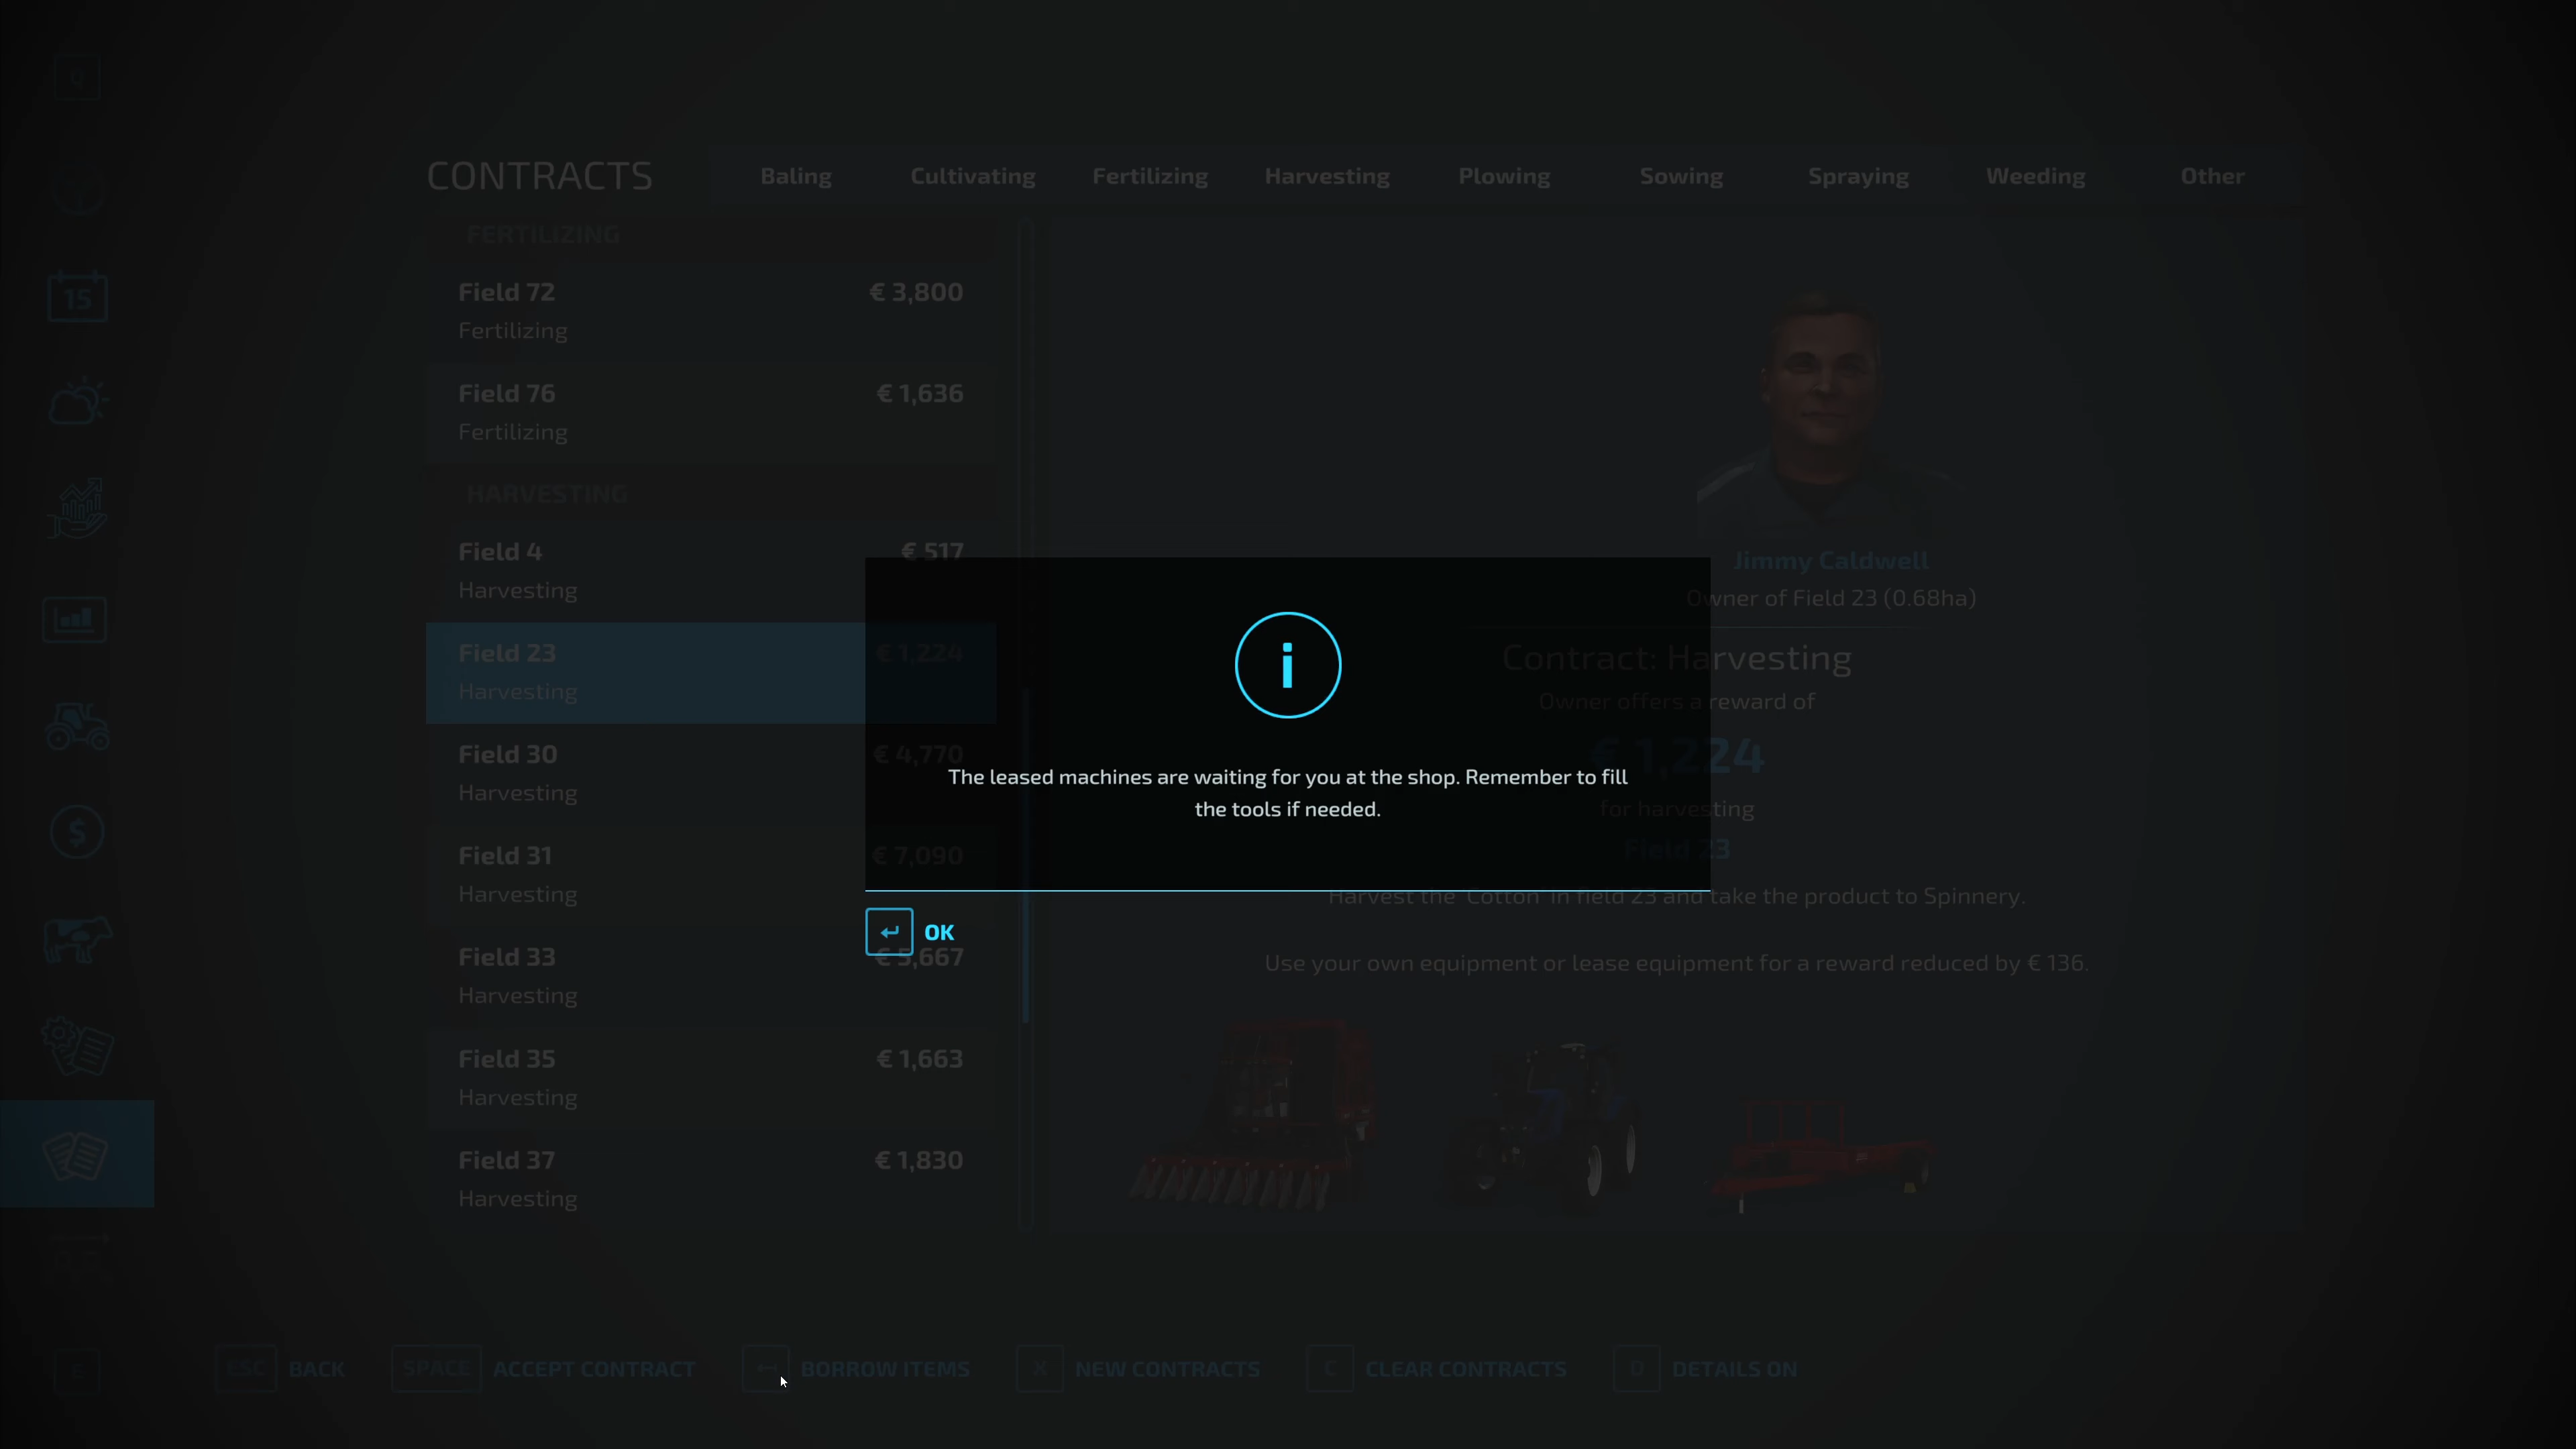 Q
CONTRACTS
Baling
Cultivating
Fertilizing
Harvesting
Plowing
Sowing
Spraying
Weeding
Other
15
FERTILIZING
Field 72 € 3,800
Fertilizing
Field 76 € 1,636
Fertilizing
HARVESTING
Field 4 € 517
Harvesting
Field 23 € 1,224
Harvesting
Field 30 € 4,770
Harvesting
Field 31 € 7,090
Harvesting
Field 33 € 5,667
Harvesting
Field 35 € 1,663
Harvesting
Field 37 € 1,830
Harvesting
Jimmy Caldwell
Owner of Field 23 (0.68ha)
Contract: Harvesting
Owner offers a reward of
€ 1,224
for harvesting
Field 23
Harvest the 'Cotton' in field 23 and take the product to Spinnery.
Use your own equipment or lease equipment for a reward reduced by € 136.
i
The leased machines are waiting for you at the shop. Remember to fill
the tools if needed.
OK
$
E
ESC BACK
SPACE ACCEPT CONTRACT
BORROW ITEMS
X NEW CONTRACTS
C CLEAR CONTRACTS
D DETAILS ON